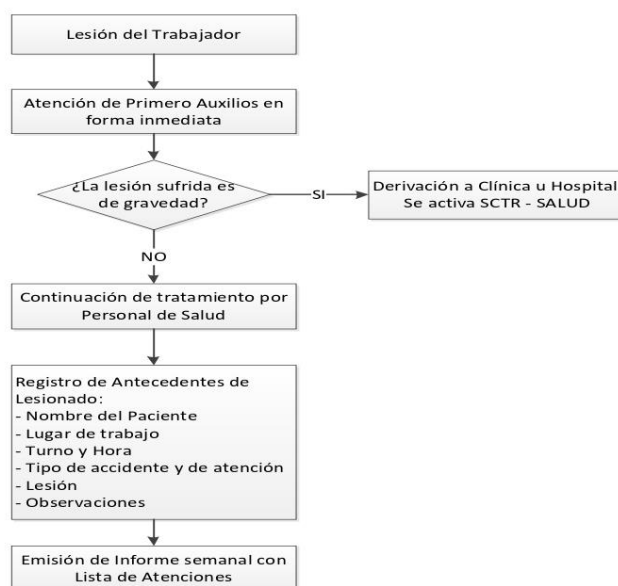 Lesión del Trabajador
Atención de Primero Auxilios en
forma inmediata
¿La lesión sufrida es
de gravedad?
SI
Derivación a Clínica u Hospital
Se activa SCTR - SALUD
NO
Continuación de tratamiento por
Personal de Salud
Registro de Antecedentes de
Lesionado:
- Nombre del Paciente
- Lugar de trabajo
- Turno y Hora
- Tipo de accidente y de atención
- Lesión
- Observaciones
Emisión de Informe semanal con
Lista de Atenciones